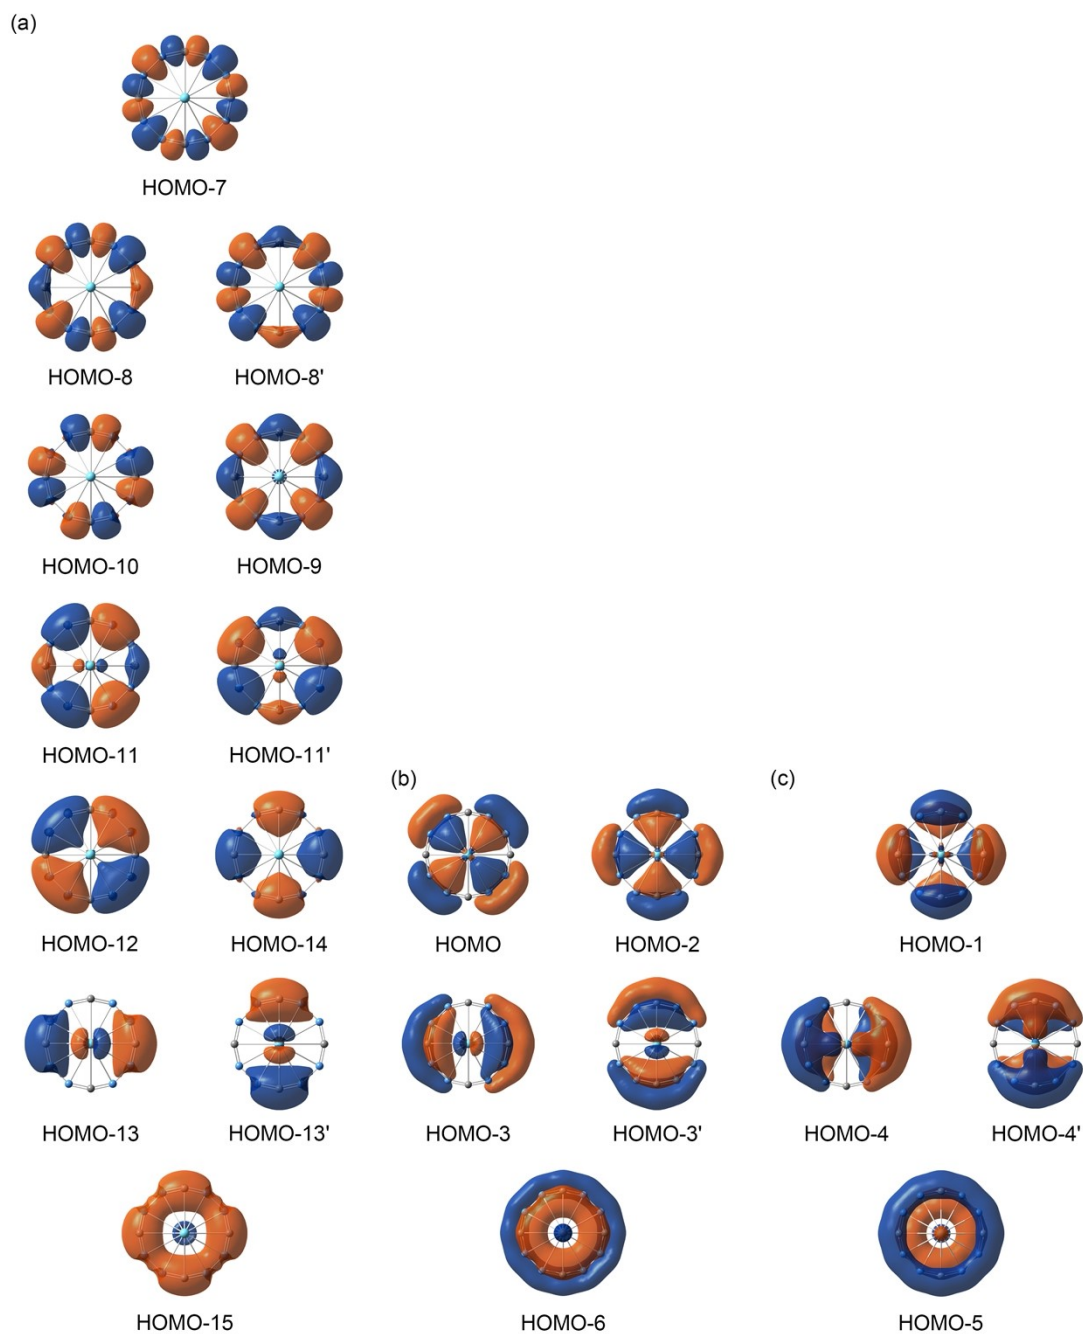 (a)
HOMO-7
HOMO-8 HOMO-8'
HOMO-10 HOMO-9
HOMO-11 HOMO-11'
(b) (c)
HOMO-12 HOMO-14 HOMO HOMO-2 HOMO-1
HOMO-13 HOMO-13' HOMO-3 HOMO-3' HOMO-4 HOMO-4'
HOMO-15 HOMO-6 HOMO-5